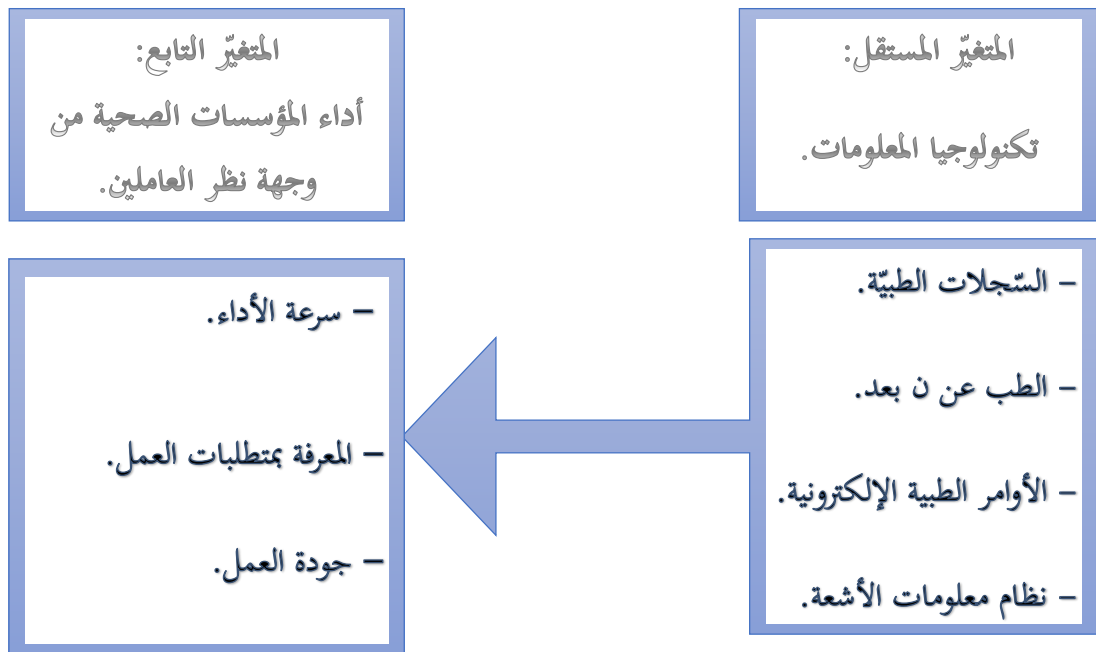 المتغيّر المستقل:
تكنولوجيا المعلومات.
المتغيّر التابع:
أداء المؤسسات الصحية من
وجهة نظر العاملين.
– السّجلات الطبيّة.
– الطب عن ن بعد.
– الأوامر الطبية الإلكترونية.
– نظام معلومات الأشعة.
– سرعة الأداء.
– المعرفة بمتطلبات العمل.
– جودة العمل.